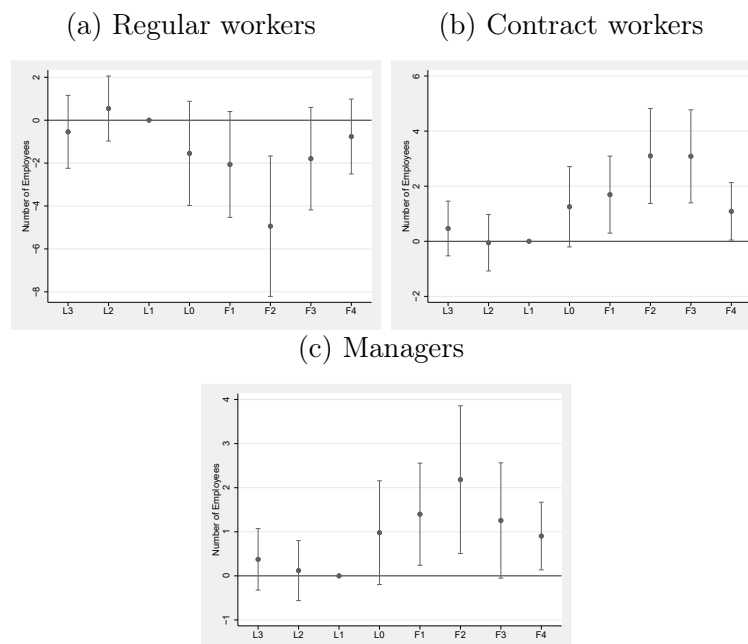 (a) Regular workers
Number of Employees
2
0
−2
−4
−6
−8
L3 L2 L1 L0 F1 F2 F3 F4
(b) Contract workers
Number of Employees
6
4
2
0
−2
L3 L2 L1 L0 F1 F2 F3 F4
(c) Managers
Number of Employees
4
3
2
1
0
−1
L3 L2 L1 L0 F1 F2 F3 F4